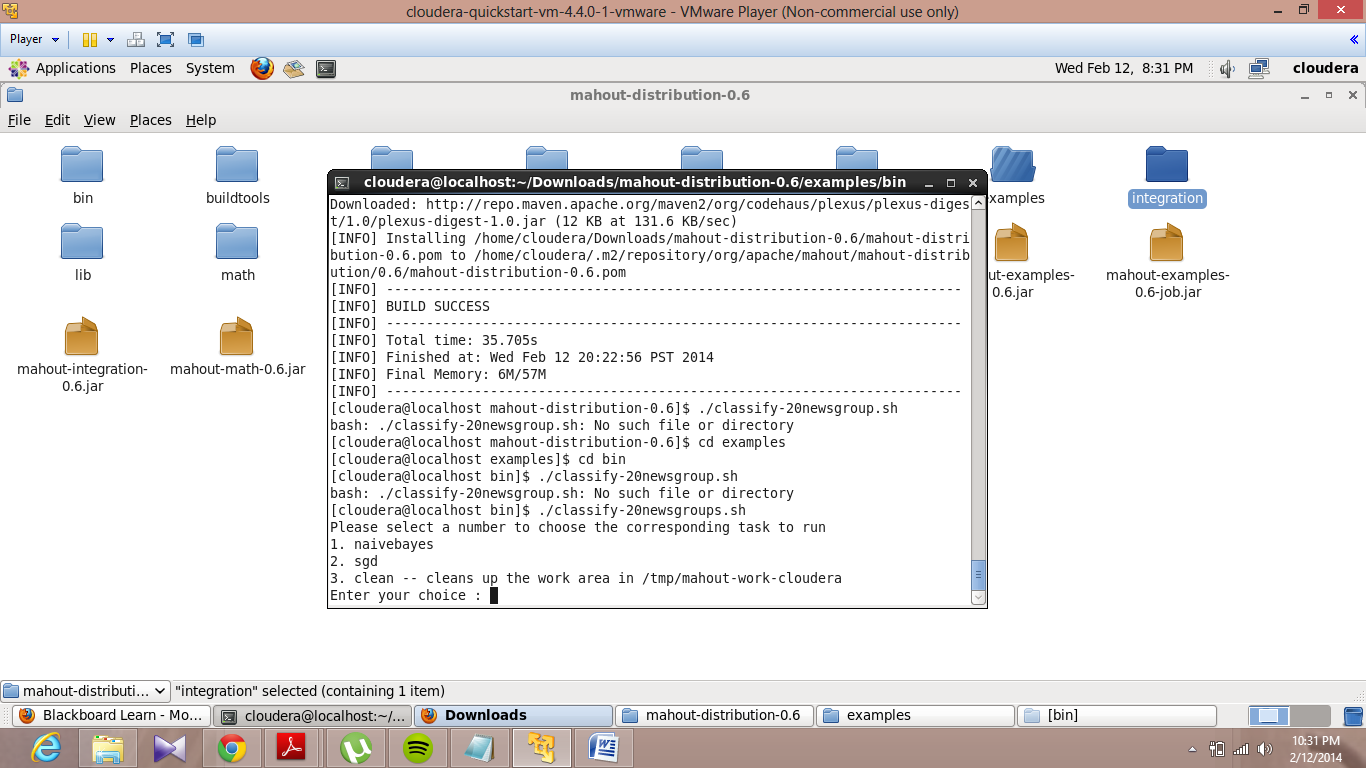 cloudera-quickstart-vm-4.4.0-1-vmware - VMware Player (Non-commercial use only)
Player
Applications Places System Wed Feb 12, 8:31 PM cloudera
mahout-distribution-0.6
File Edit View Places Help
bin
buildtools
examples
integration
lib
math
out-examples-
0.6.jar
mahout-examples-
0.6-job.jar
mahout-integration-
0.6.jar
mahout-math-0.6.jar
cloudera@localhost:~/Downloads/mahout-distribution-0.6/examples/bin
Downloaded: http://repo.maven.apache.org/maven2/org/codehaus/plexus/plexus-diges
t/1.0/plexus-digest-1.0.jar (12 KB at 131.6 KB/sec)
[INFO] Installing /home/cloudera/Downloads/mahout-distribution-0.6/mahout-distri
bution-0.6.pom to /home/cloudera/.m2/repository/org/apache/mahout/mahout-distrib
ution/0.6/mahout-distribution-0.6.pom
[INFO] ------------------------------------------------------------------------
[INFO] BUILD SUCCESS
[INFO] ------------------------------------------------------------------------
[INFO] Total time: 35.705s
[INFO] Finished at: Wed Feb 12 20:22:56 PST 2014
[INFO] Final Memory: 6M/57M
[INFO] ------------------------------------------------------------------------
[cloudera@localhost mahout-distribution-0.6]$ ./classify-20newsgroup.sh
bash: ./classify-20newsgroup.sh: No such file or directory
[cloudera@localhost mahout-distribution-0.6]$ cd examples
[cloudera@localhost examples]$ cd bin
[cloudera@localhost bin]$ ./classify-20newsgroup.sh
bash: ./classify-20newsgroup.sh: No such file or directory
[cloudera@localhost bin]$ ./classify-20newsgroups.sh
Please select a number to choose the corresponding task to run
1. naivebayes
2. sgd
3. clean -- cleans up the work area in /tmp/mahout-work-cloudera
Enter your choice :
mahout-distributi... "integration" selected (containing 1 item)
Blackboard Learn - Mo... cloudera@localhost:~/... Downloads mahout-distribution-0.6 examples [bin]
10:31 PM
2/12/2014